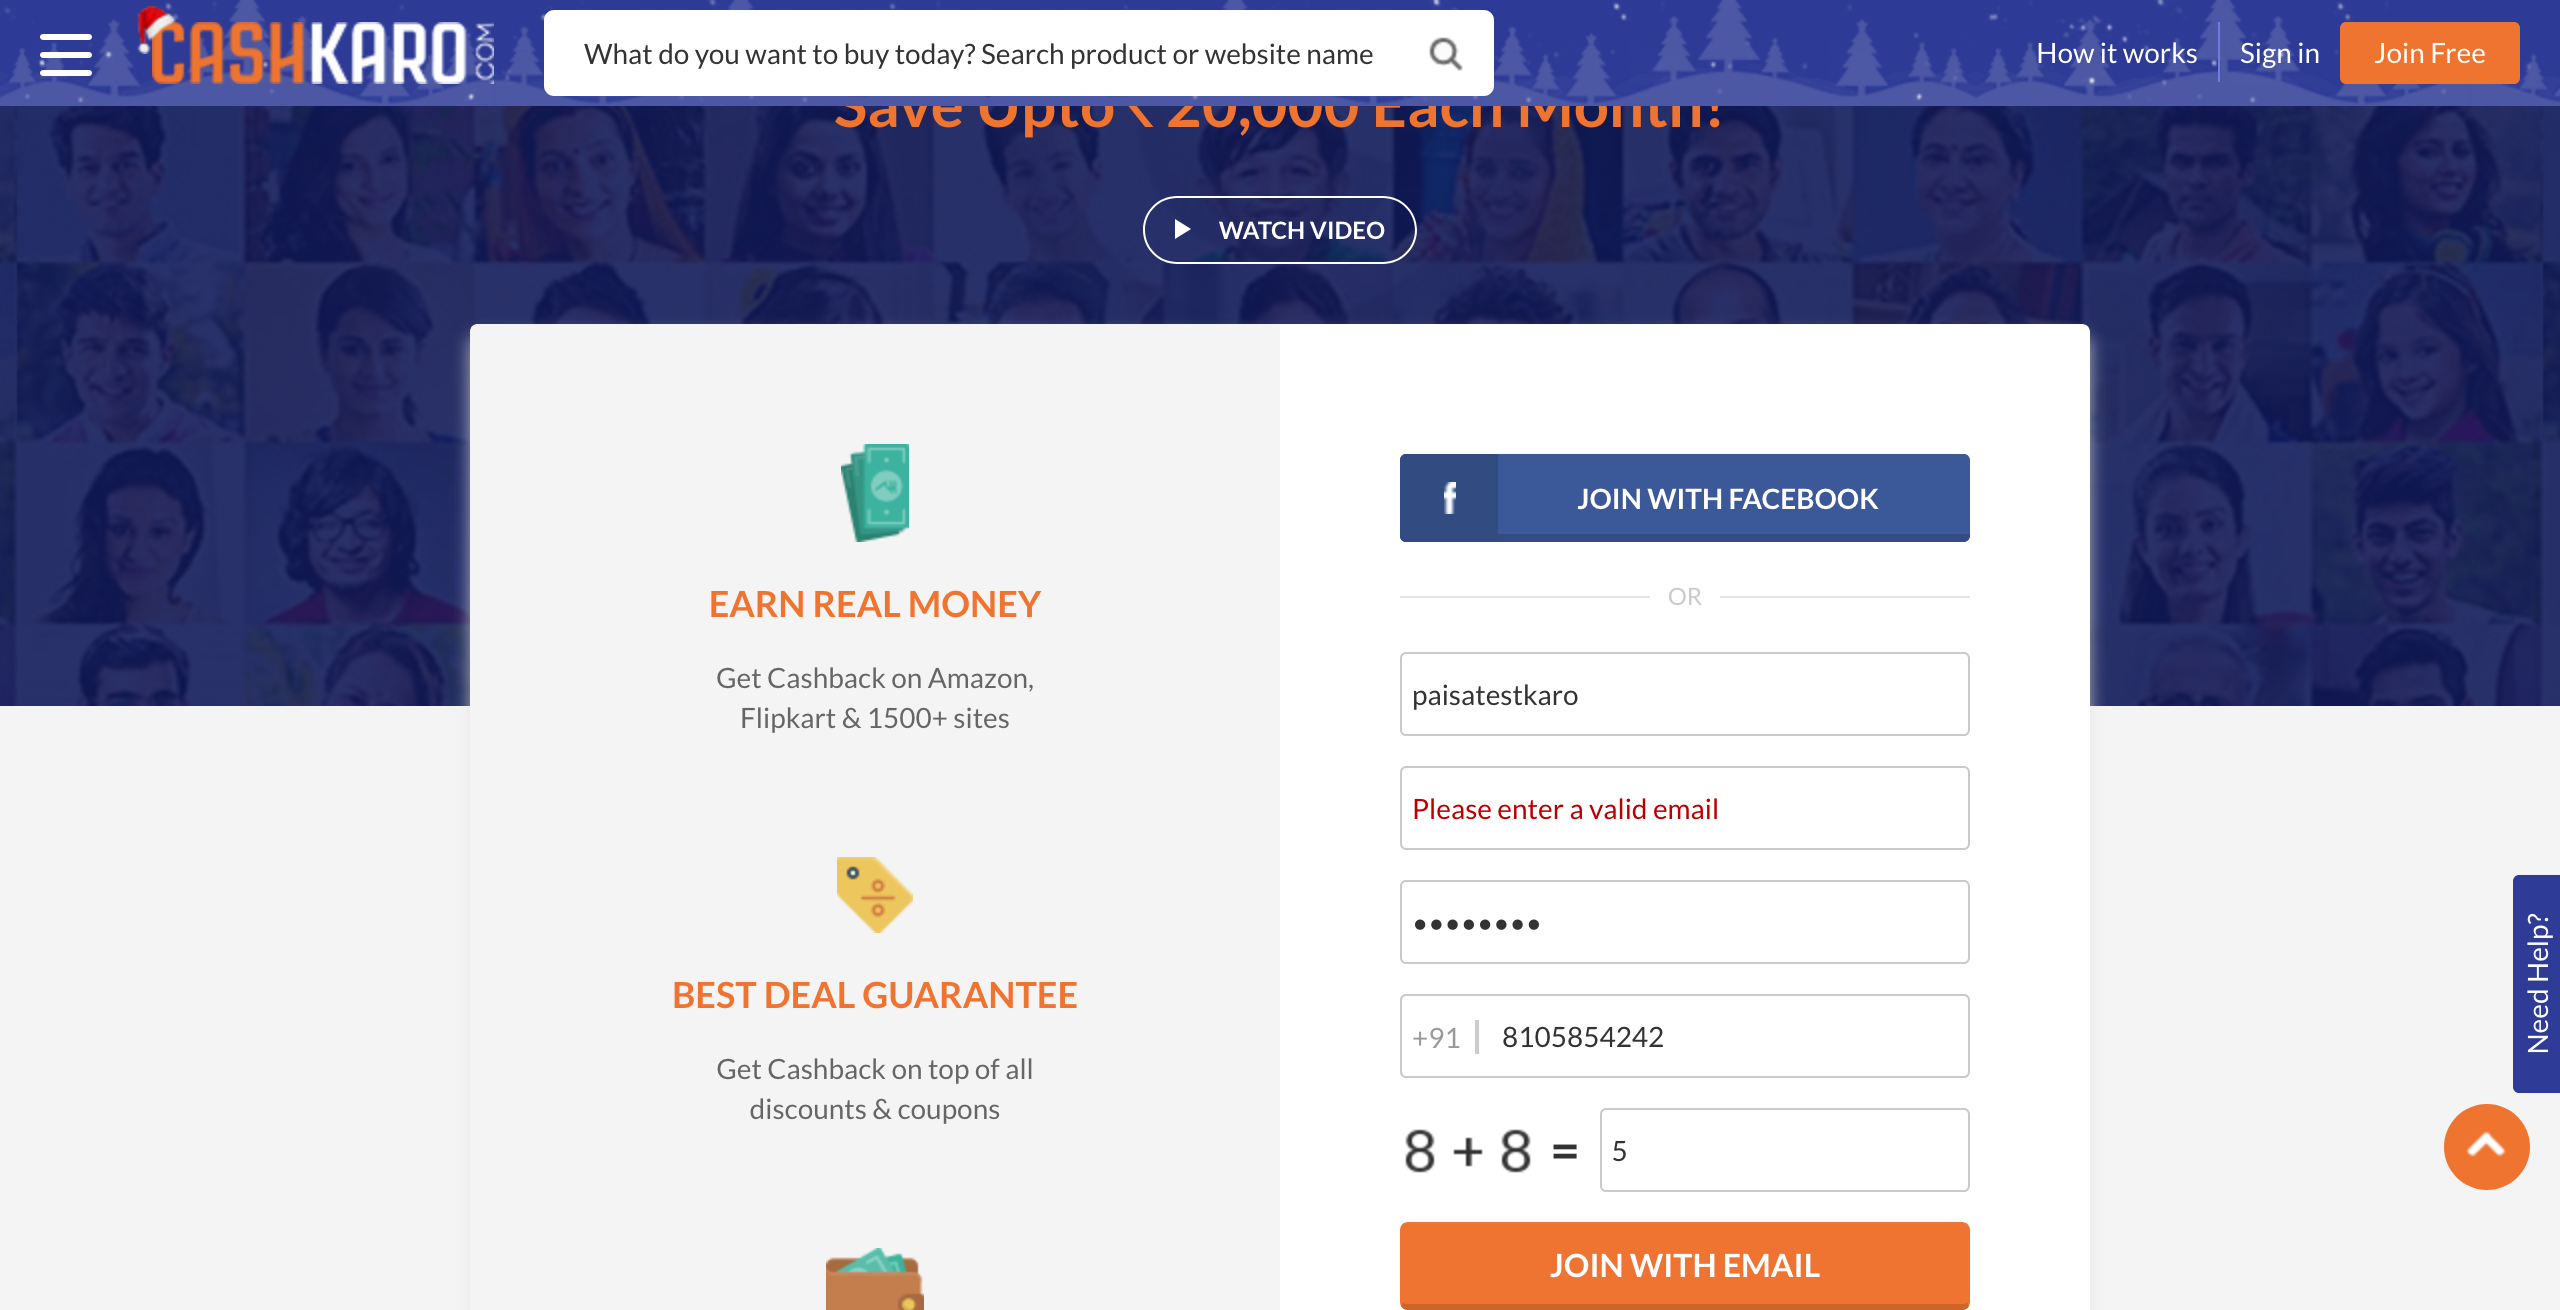 CASHKARO.COM
What do you want to buy today? Search product or website name
How it works
Sign in
Join Free
Save Upto ₹ 20,000 Each Month!
WATCH VIDEO
EARN REAL MONEY
Get Cashback on Amazon,
Flipkart & 1500+ sites
BEST DEAL GUARANTEE
Get Cashback on top of all
discounts & coupons
f
JOIN WITH FACEBOOK
OR
paisatestkaro
Please enter a valid email
••••••••
+91 | 8105854242
8 + 8 = 5
JOIN WITH EMAIL
Need Help?